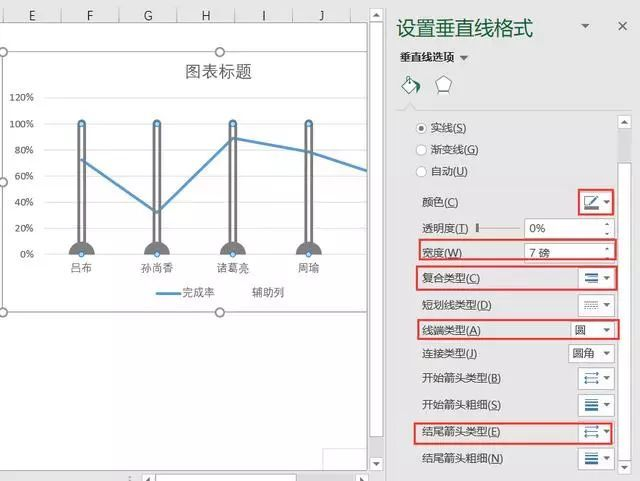 E F G H I J
图表标题
120%
100%
80%
60%
40%
20%
0%
吕布 孙尚香 诸葛亮 周瑜
完成率 辅助列
设置垂直线格式
垂直线选项
实线(S)
渐变线(G)
自动(U)
颜色(C)
透明度(T) 0%
宽度(W) 7 磅
复合类型(C)
短划线类型(D)
线端类型(A) 圆
连接类型(J) 圆角
开始箭头类型(B)
开始箭头粗细(S)
结尾箭头类型(E)
结尾箭头粗细(N)